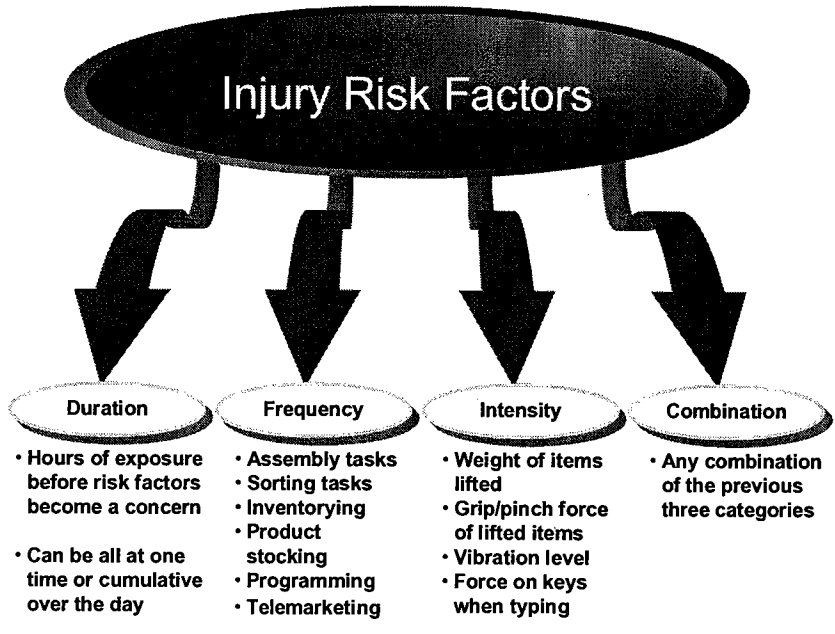 Injury Risk Factors
Duration
• Hours of exposure
before risk factors
become a concern
• Can be all at one
time or cumulative
over the day
Frequency
• Assembly tasks
• Sorting tasks
• Inventorying
• Product
stocking
• Programming
• Telemarketing
Intensity
• Weight of items
lifted
• Grip/pinch force
of lifted items
• Vibration level
• Force on keys
when typing
Combination
• Any combination
of the previous
three categories